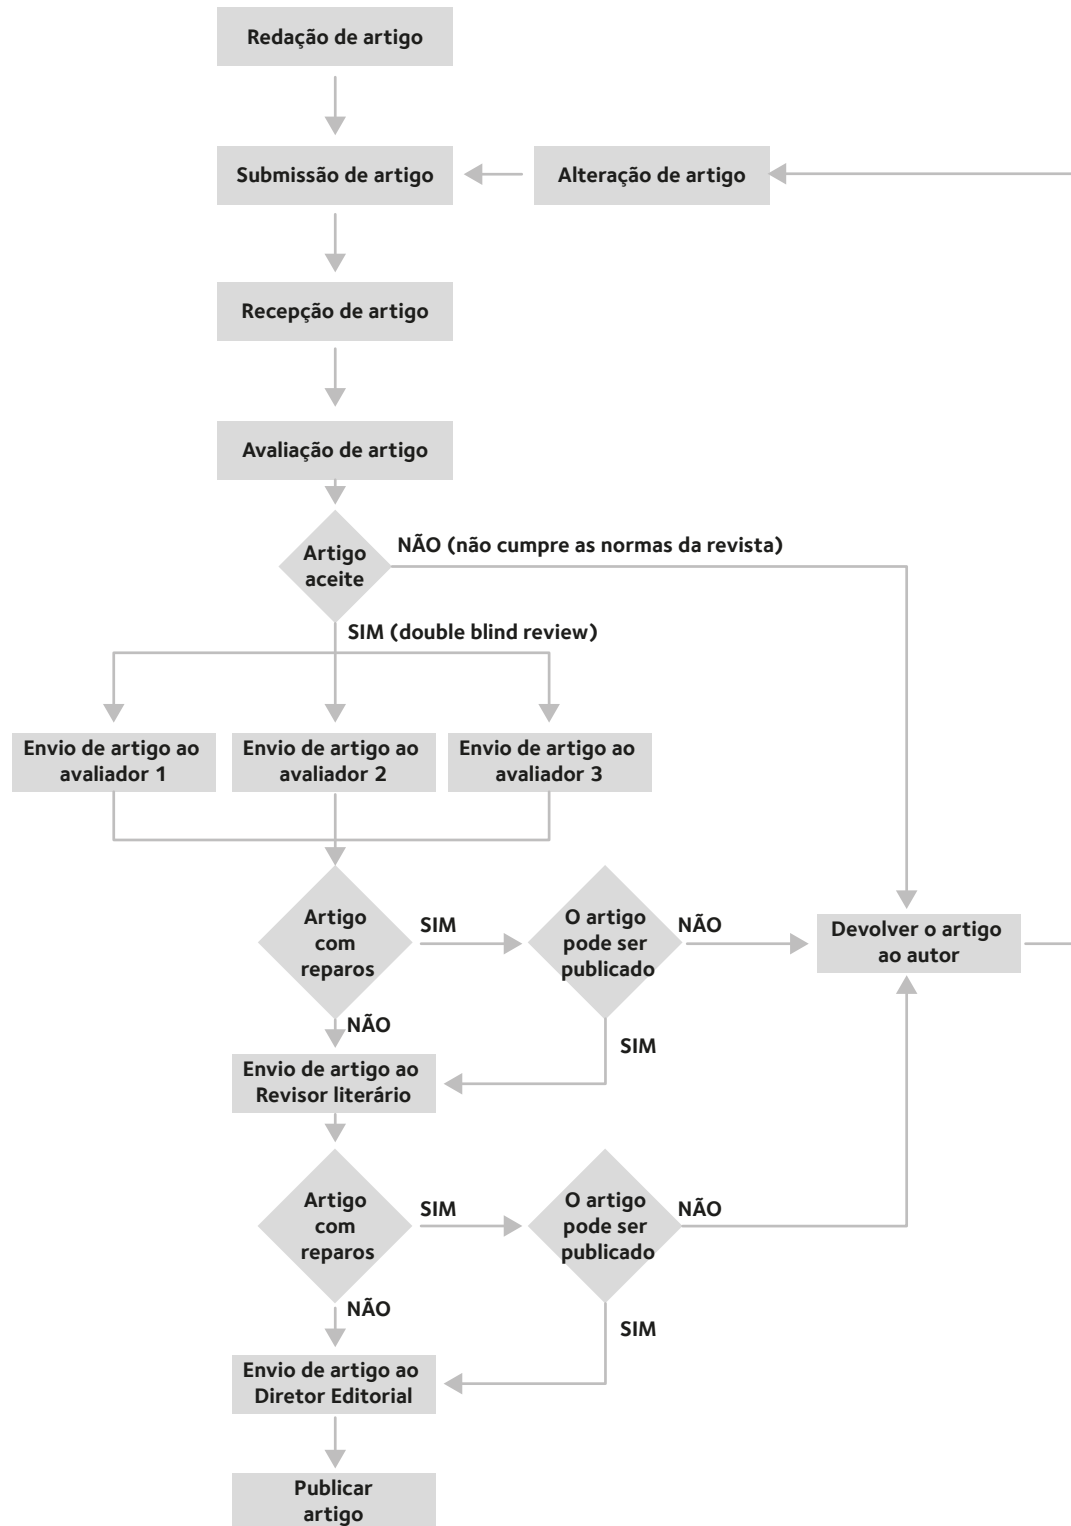 Redação de artigo
Submissão de artigo
Alteração de artigo
Recepção de artigo
Avaliação de artigo
Artigo
aceite
NÃO (não cumpre as normas da revista)
SIM (double blind review)
Envio de artigo ao
avaliador 1
Envio de artigo ao
avaliador 2
Envio de artigo ao
avaliador 3
Artigo
com
reparos
SIM
O artigo
pode ser
publicado
NÃO
Devolver o artigo
ao autor
NÃO
SIM
Envio de artigo ao
Revisor literário
Artigo
com
reparos
SIM
O artigo
pode ser
publicado
NÃO
NÃO
SIM
Envio de artigo ao
Diretor Editorial
Publicar
artigo